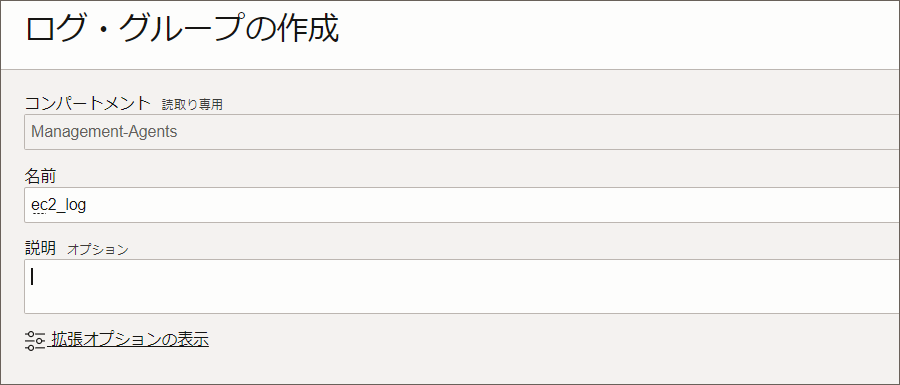 ログ・グループの作成
コンパートメント 読取り専用
Management-Agents
名前
ec2_log
説明 オプション
拡張オプションの表示